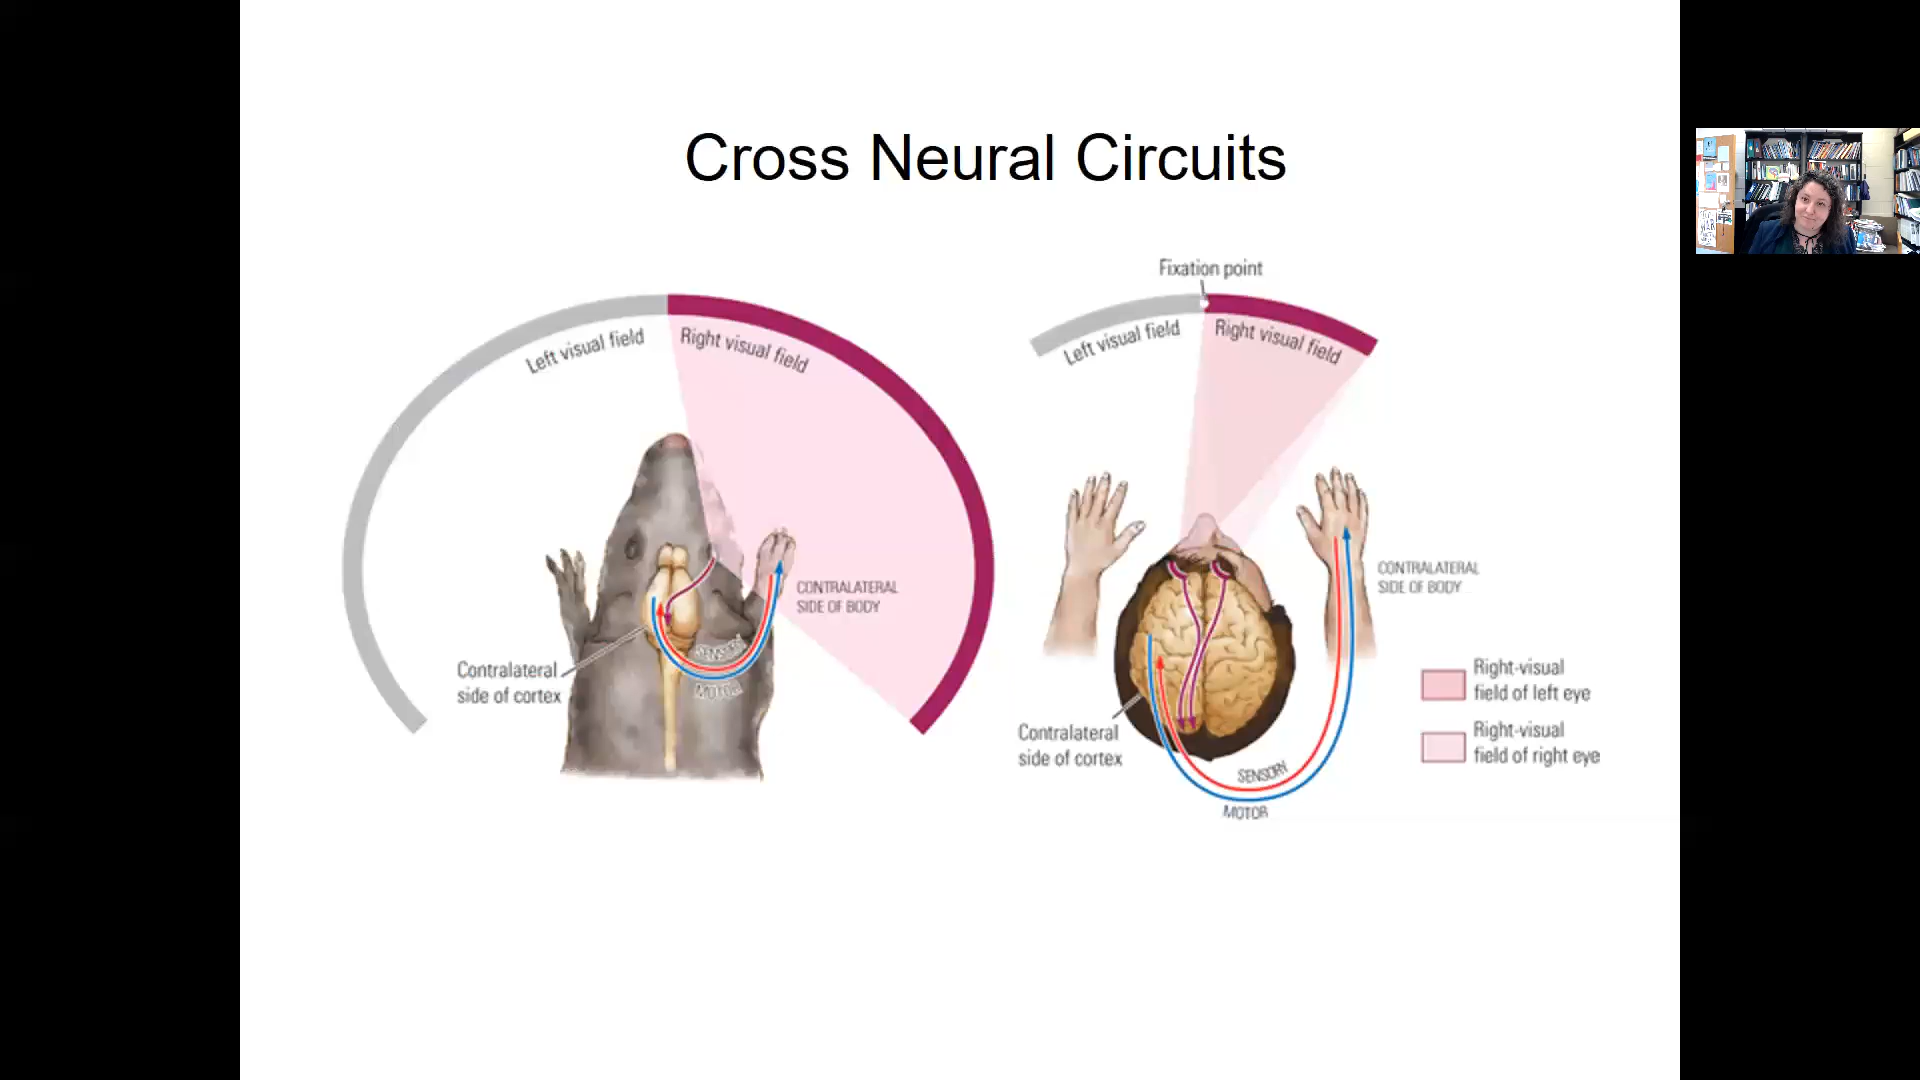 Cross Neural Circuits
Left visual field
Right visual field
CONTRALATERAL
SIDE OF BODY
Contralateral
side of cortex
SENSORY
MOTOR
Fixation point
Left visual field
Right visual field
CONTRALATERAL
SIDE OF BODY
Contralateral
side of cortex
SENSORY
MOTOR
Right-visual
field of left eye
Right-visual
field of right eye